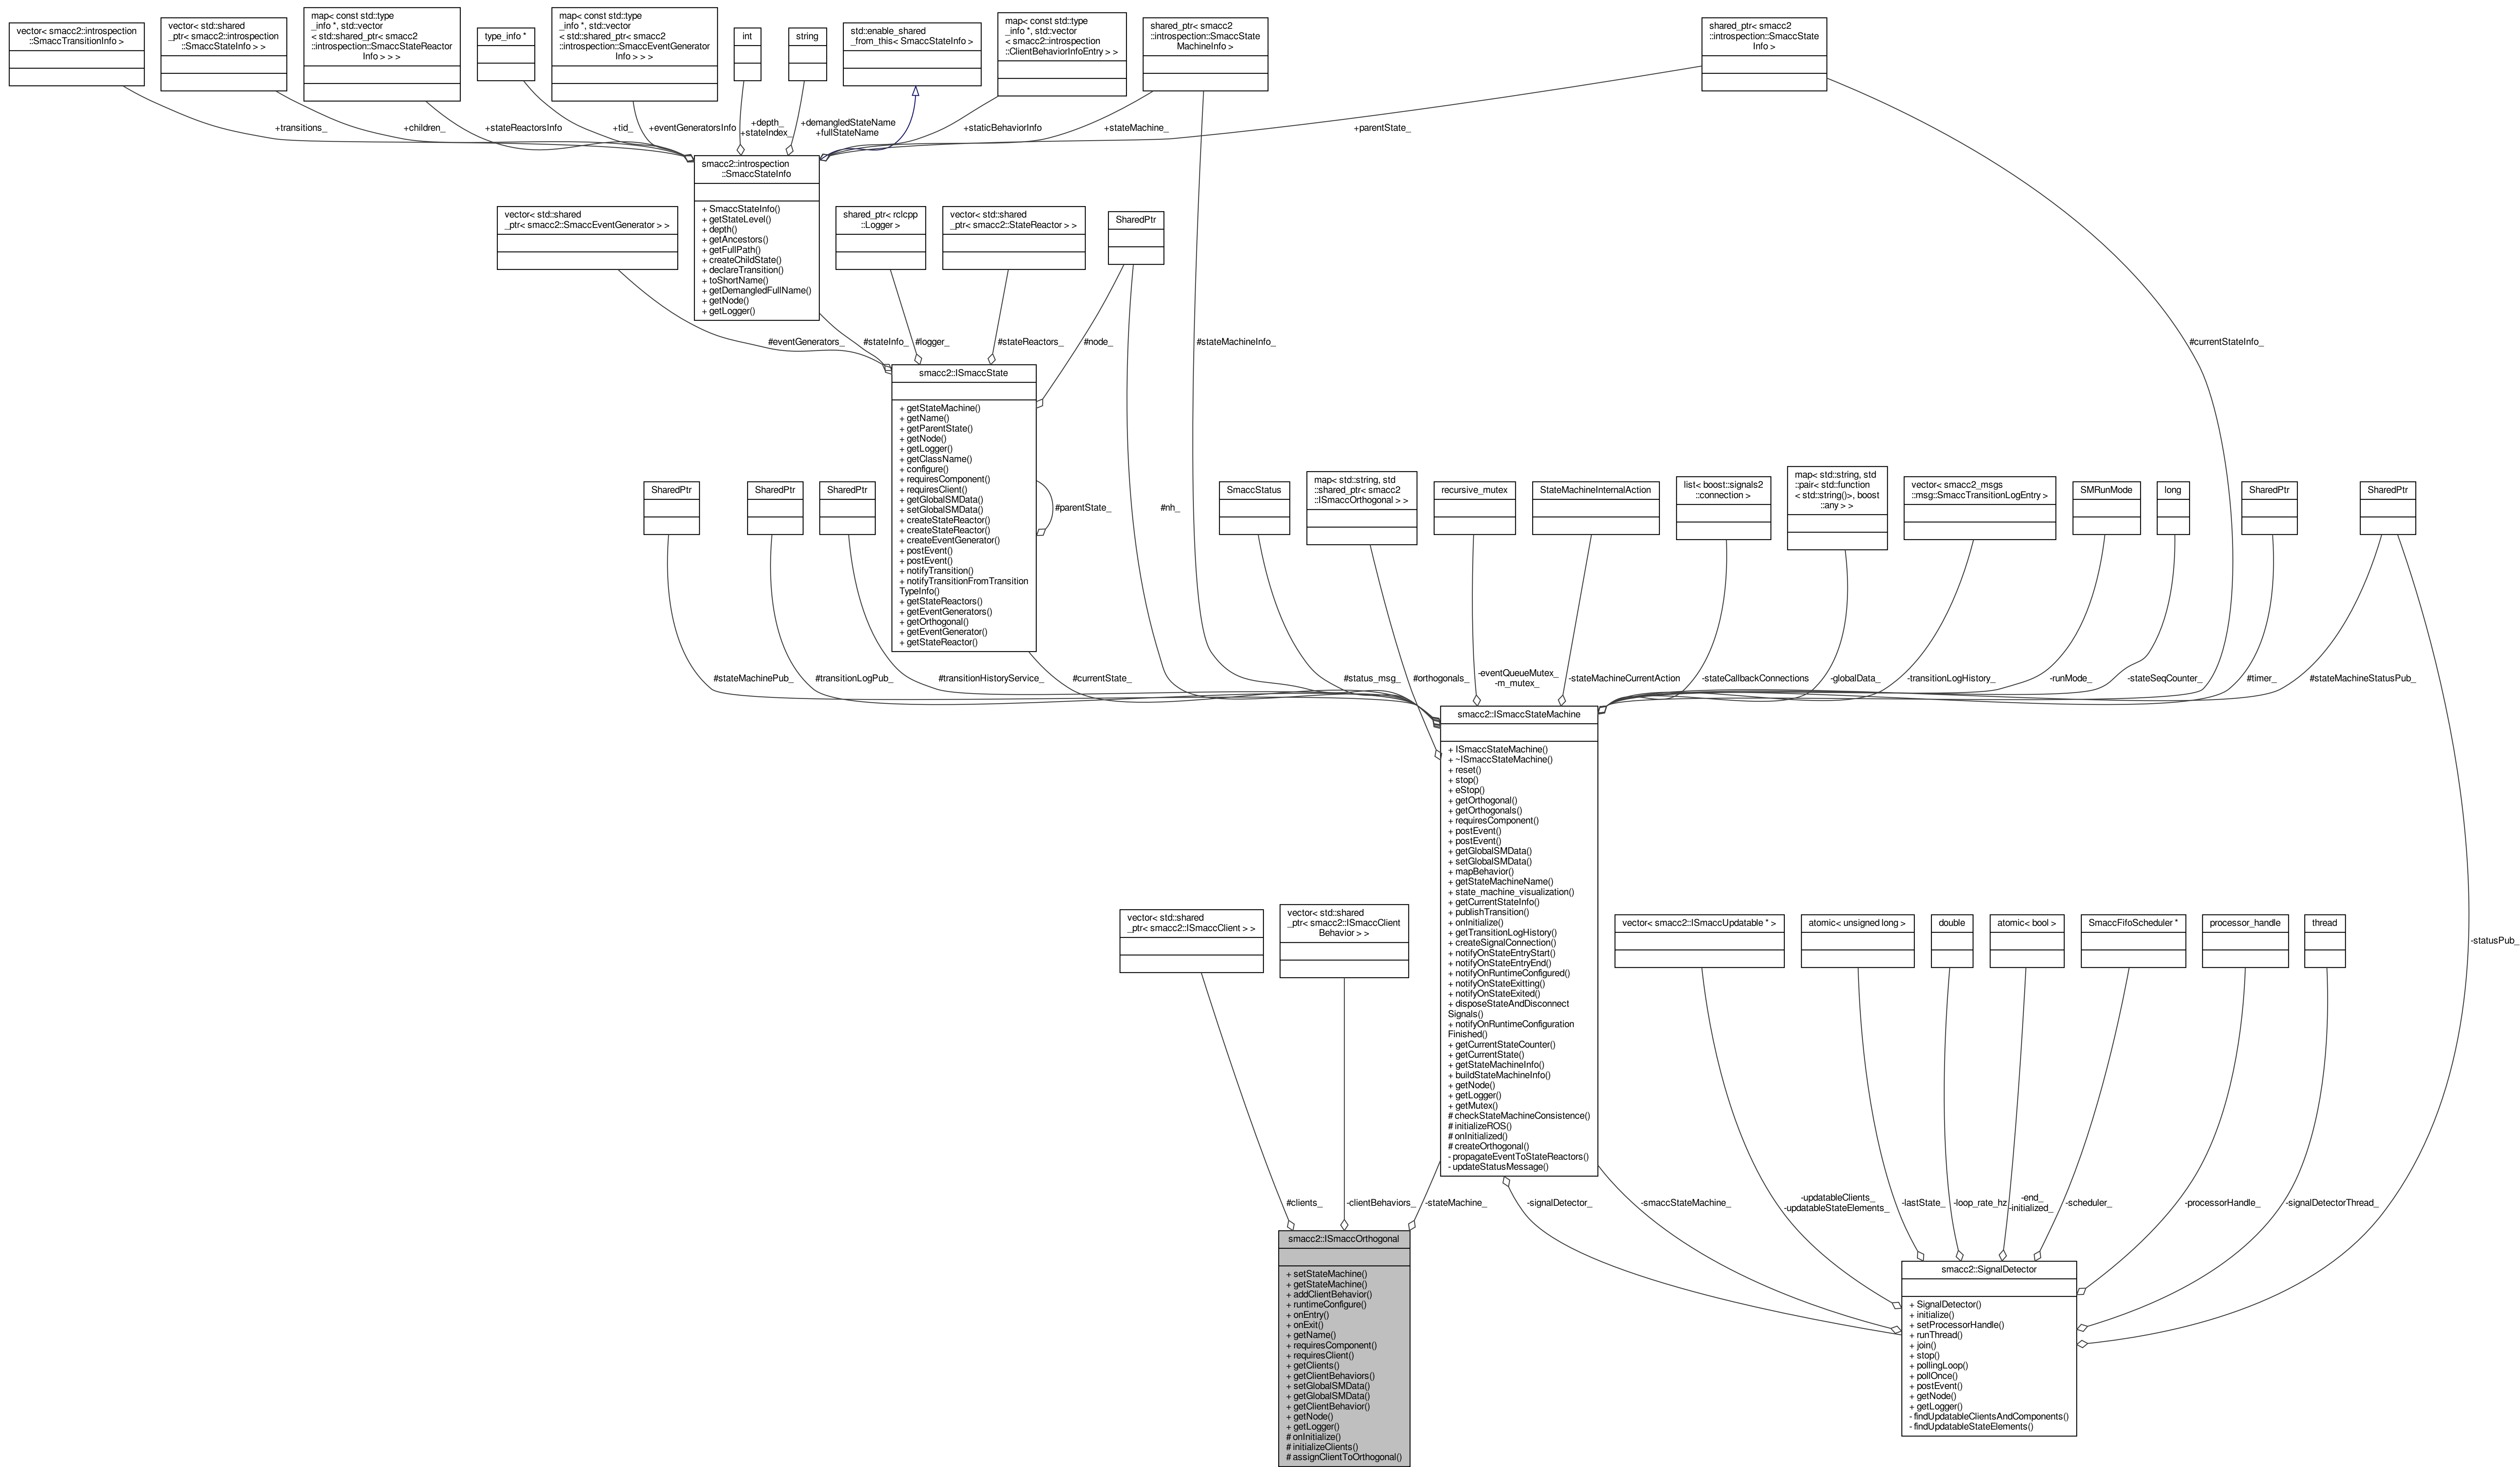 vector< smacc2::introspection
::SmaccTransitionInfo >
vector< std::shared
_ptr< smacc2::introspection
::SmaccStateInfo > >
map< const std::type
_info *, std::vector
< std::shared_ptr< smacc2
::introspection::SmaccStateReactor
Info > > >
type_info *
map< const std::type
_info *, std::vector
< std::shared_ptr< smacc2
::introspection::SmaccEventGenerator
Info > > >
int
string
std::enable_shared
_from_this< SmaccStateInfo >
map< const std::type
_info *, std::vector
< smacc2::introspection
::ClientBehaviorInfoEntry > >
shared_ptr< smacc2
::introspection::SmaccState
MachineInfo >
shared_ptr< smacc2
::introspection::SmaccState
Info >
+transitions_
+children_
+stateReactorsInfo
+tid_
+eventGeneratorsInfo
+depth_
+stateIndex_
+demangledStateName
+fullStateName
+staticBehaviorInfo
+stateMachine_
+parentState_
smacc2::introspection
::SmaccStateInfo
+ SmaccStateInfo()
+ getStateLevel()
+ depth()
+ getAncestors()
+ getFullPath()
+ createChildState()
+ declareTransition()
+ toShortName()
+ getDemangledFullName()
+ getNode()
+ getLogger()
vector< std::shared
_ptr< smacc2::SmaccEventGenerator > >
shared_ptr< rclcpp
::Logger >
vector< std::shared
_ptr< smacc2::StateReactor > >
SharedPtr
#eventGenerators_
#stateInfo_
#logger_
#stateReactors_
#node_
#stateMachineInfo_
#currentStateInfo_
smacc2::ISmaccState
+ getStateMachine()
+ getName()
+ getParentState()
+ getNode()
+ getLogger()
+ getClassName()
+ configure()
+ requiresComponent()
+ requiresClient()
+ getGlobalSMData()
+ setGlobalSMData()
+ createStateReactor()
+ createStateReactor()
+ createEventGenerator()
+ postEvent()
+ postEvent()
+ notifyTransition()
+ notifyTransitionFromTransition
TypeInfo()
+ getStateReactors()
+ getEventGenerators()
+ getOrthogonal()
+ getEventGenerator()
+ getStateReactor()
#parentState_
#nh_
SharedPtr
SharedPtr
SharedPtr
SmaccStatus
map< std::string, std
::shared_ptr< smacc2
::ISmaccOrthogonal > >
recursive_mutex
StateMachineInternalAction
list< boost::signals2
::connection >
map< std::string, std
::pair< std::function
< std::string()>, boost
::any > >
vector< smacc2_msgs
::msg::SmaccTransitionLogEntry >
SMRunMode
long
SharedPtr
SharedPtr
#stateMachinePub_
#transitionLogPub_
#transitionHistoryService_
#currentState_
#status_msg_
#orthogonals_
-eventQueueMutex_
-m_mutex_
-stateMachineCurrentAction
-stateCallbackConnections
-globalData_
-transitionLogHistory_
-runMode_
-stateSeqCounter_
#timer_
#stateMachineStatusPub_
smacc2::ISmaccStateMachine
+ ISmaccStateMachine()
+ ~ISmaccStateMachine()
+ reset()
+ stop()
+ eStop()
+ getOrthogonal()
+ getOrthogonals()
+ requiresComponent()
+ postEvent()
+ postEvent()
+ getGlobalSMData()
+ setGlobalSMData()
+ mapBehavior()
+ getStateMachineName()
+ state_machine_visualization()
+ getCurrentStateInfo()
+ publishTransition()
+ onInitialize()
+ getTransitionLogHistory()
+ createSignalConnection()
+ notifyOnStateEntryStart()
+ notifyOnStateEntryEnd()
+ notifyOnRuntimeConfigured()
+ notifyOnStateExitting()
+ notifyOnStateExited()
+ disposeStateAndDisconnect
Signals()
+ notifyOnRuntimeConfiguration
Finished()
+ getCurrentStateCounter()
+ getCurrentState()
+ getStateMachineInfo()
+ buildStateMachineInfo()
+ getNode()
+ getLogger()
+ getMutex()
# checkStateMachineConsistence()
# initializeROS()
# onInitialized()
# createOrthogonal()
- propagateEventToStateReactors()
- updateStatusMessage()
vector< std::shared
_ptr< smacc2::ISmaccClient > >
vector< std::shared
_ptr< smacc2::ISmaccClient
Behavior > >
vector< smacc2::ISmaccUpdatable * >
atomic< unsigned long >
double
atomic< bool >
SmaccFifoScheduler *
processor_handle
thread
-statusPub_
#clients_
-clientBehaviors_
-stateMachine_
-signalDetector_
-smaccStateMachine_
-updatableClients_
-updatableStateElements_
-lastState_
-loop_rate_hz
-end_
-initialized_
-scheduler_
-processorHandle_
-signalDetectorThread_
smacc2::ISmaccOrthogonal
+ setStateMachine()
+ getStateMachine()
+ addClientBehavior()
+ runtimeConfigure()
+ onEntry()
+ onExit()
+ getName()
+ requiresComponent()
+ requiresClient()
+ getClients()
+ getClientBehaviors()
+ setGlobalSMData()
+ getGlobalSMData()
+ getClientBehavior()
+ getNode()
+ getLogger()
# onInitialize()
# initializeClients()
# assignClientToOrthogonal()
smacc2::SignalDetector
+ SignalDetector()
+ initialize()
+ setProcessorHandle()
+ runThread()
+ join()
+ stop()
+ pollingLoop()
+ pollOnce()
+ postEvent()
+ getNode()
+ getLogger()
- findUpdatableClientsAndComponents()
- findUpdatableStateElements()